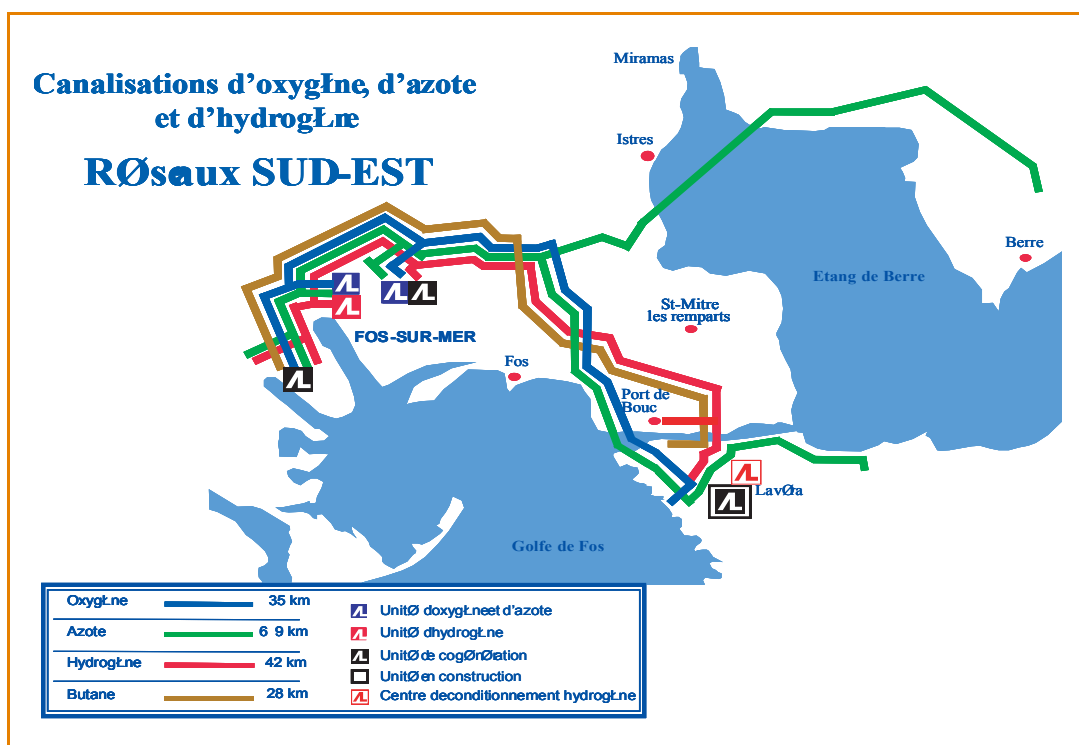 Canalisations d'oxygŁne, d'azote
et d'hydrogŁne
RØseaux SUD-EST
Miramas
Istres
Berre
Etang de Berre
St-Mitre
les remparts
FOS-SUR-MER
Fos
Port de
Bouc
LavØra
Golfe de Fos
OxygŁne 35 km
Azote 6 9 km
HydrogŁne 42 km
Butane 28 km
UnitØ doxygŁneet d'azote
UnitØ dhydrogŁne
UnitØ de cogØnØration
UnitØ en construction
Centre deconditionnement hydrogŁne